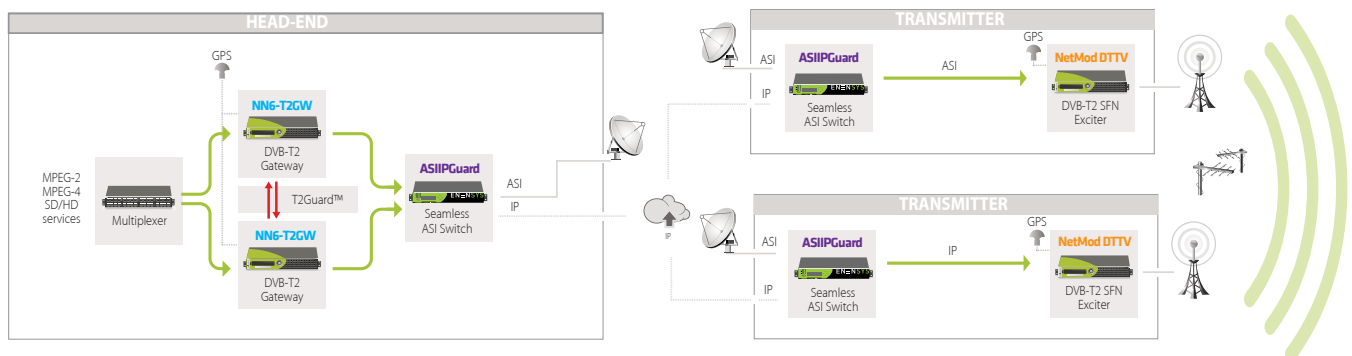 HEAD-END
GPS
NN6-T2GW
DVB-T2
Gateway
MPEG-2
MPEG-4
SD/HD
services
Multiplexer
T2Guard™
NN6-T2GW
DVB-T2
Gateway
ASIIPGuard
ENENSYS
Seamless
ASI Switch
ASI
IP
IP
TRANSMITTER
ASI
IP
ASIIPGuard
ENENSYS
Seamless
ASI Switch
ASI
GPS
NetMod DTTV
DVB-T2 SFN
Exciter
TRANSMITTER
ASI
IP
ASIIPGuard
ENENSYS
Seamless
ASI Switch
IP
GPS
NetMod DTTV
DVB-T2 SFN
Exciter